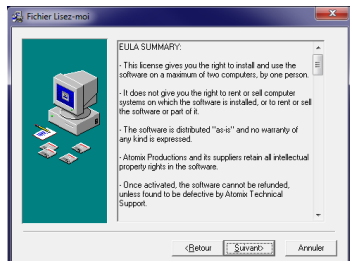 Fichier Lisez-moi
EULA SUMMARY:
- This license gives you the right to install and use the
software on a maximum of two computers, by one person.
- It does not give you the right to rent or sell computer
systems on which the software is installed, or to rent or sell
the software or part of it.
- The software is distributed "as-is" and no warranty of
any kind is expressed.
- Atomix Productions and its suppliers retain all intellectual
property rights in the software.
- Once activated, the software cannot be refunded,
unless found to be defective by Atomix Technical
Support.
<Retour
Suivant>
Annuler